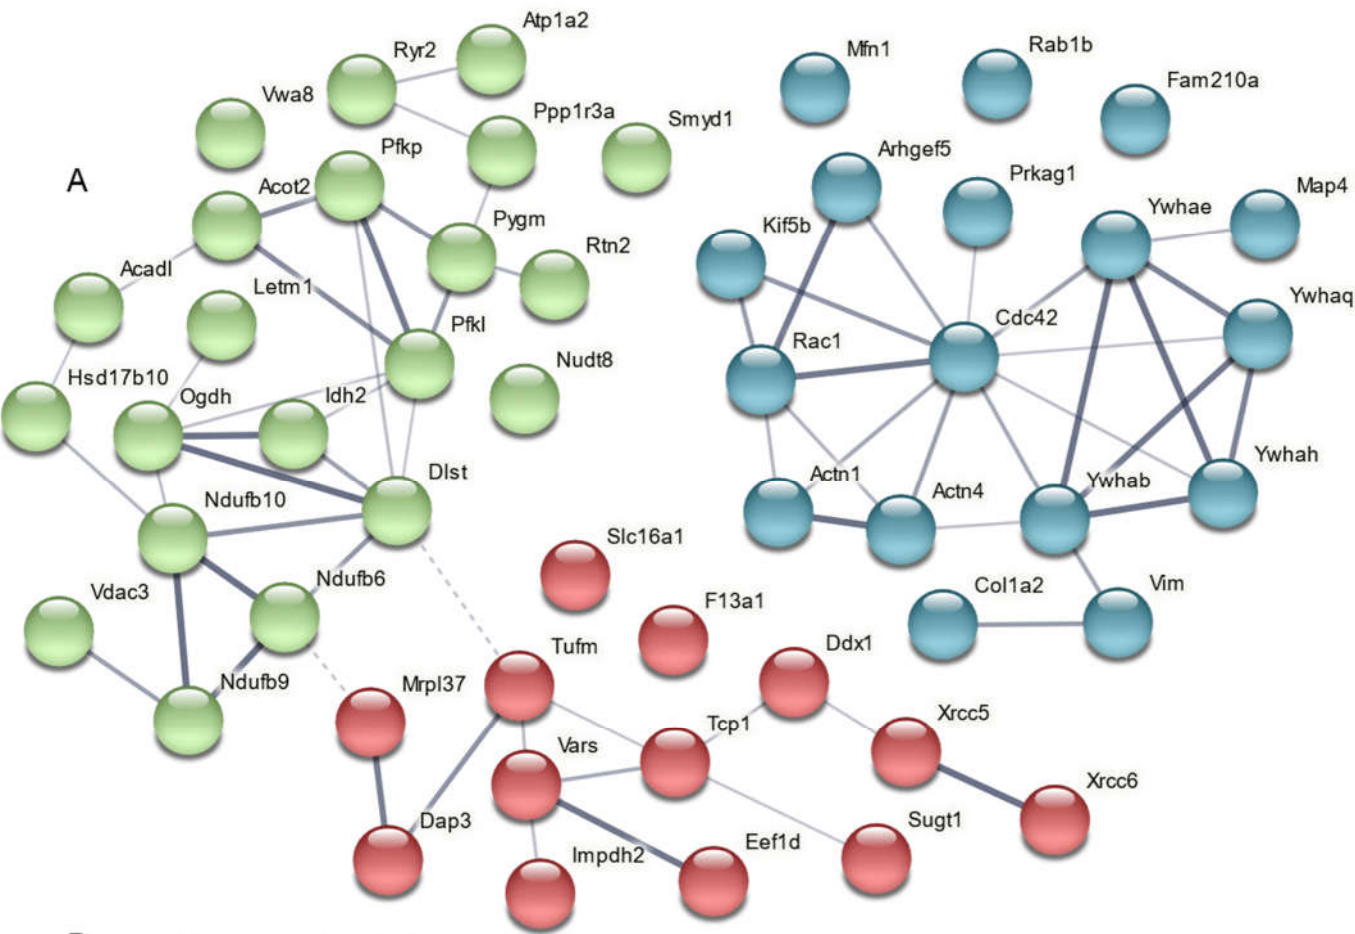 Atp1a2
Ryr2
Mfn1
Rab1b
Fam210a
Vwa8
Ppp1r3a
Smyd1
Pfkp
Arhgef5
Prkag1
A
Acot2
Map4
Ywhae
Pygm
Kif5b
Rtn2
Acadl
Letm1
Ywhaq
Pfkl
Cdc42
Rac1
Nudt8
Hsd17b10
Ogdh
Idh2
Dlst
Actn1
Ywhab
Ywhah
Ndufb10
Actn4
Slc16a1
Ndufb6
Vdac3
Col1a2
Vim
F13a1
Tufm
Ddx1
Ndufb9
Mrpl37
Xrcc5
Tcp1
Vars
Xrcc6
Dap3
Sugt1
Eef1d
Impdh2